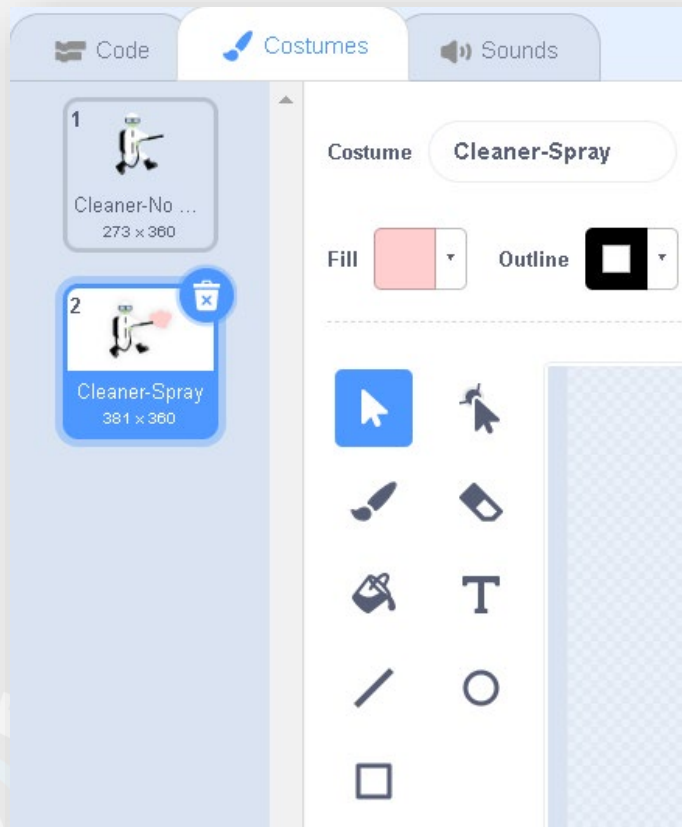 Code
Costumes
Sounds
1
Cleaner-No ...
273 x 360
2
Cleaner-Spray
381 x 360
Costume
Cleaner-Spray
Fill
Outline
T